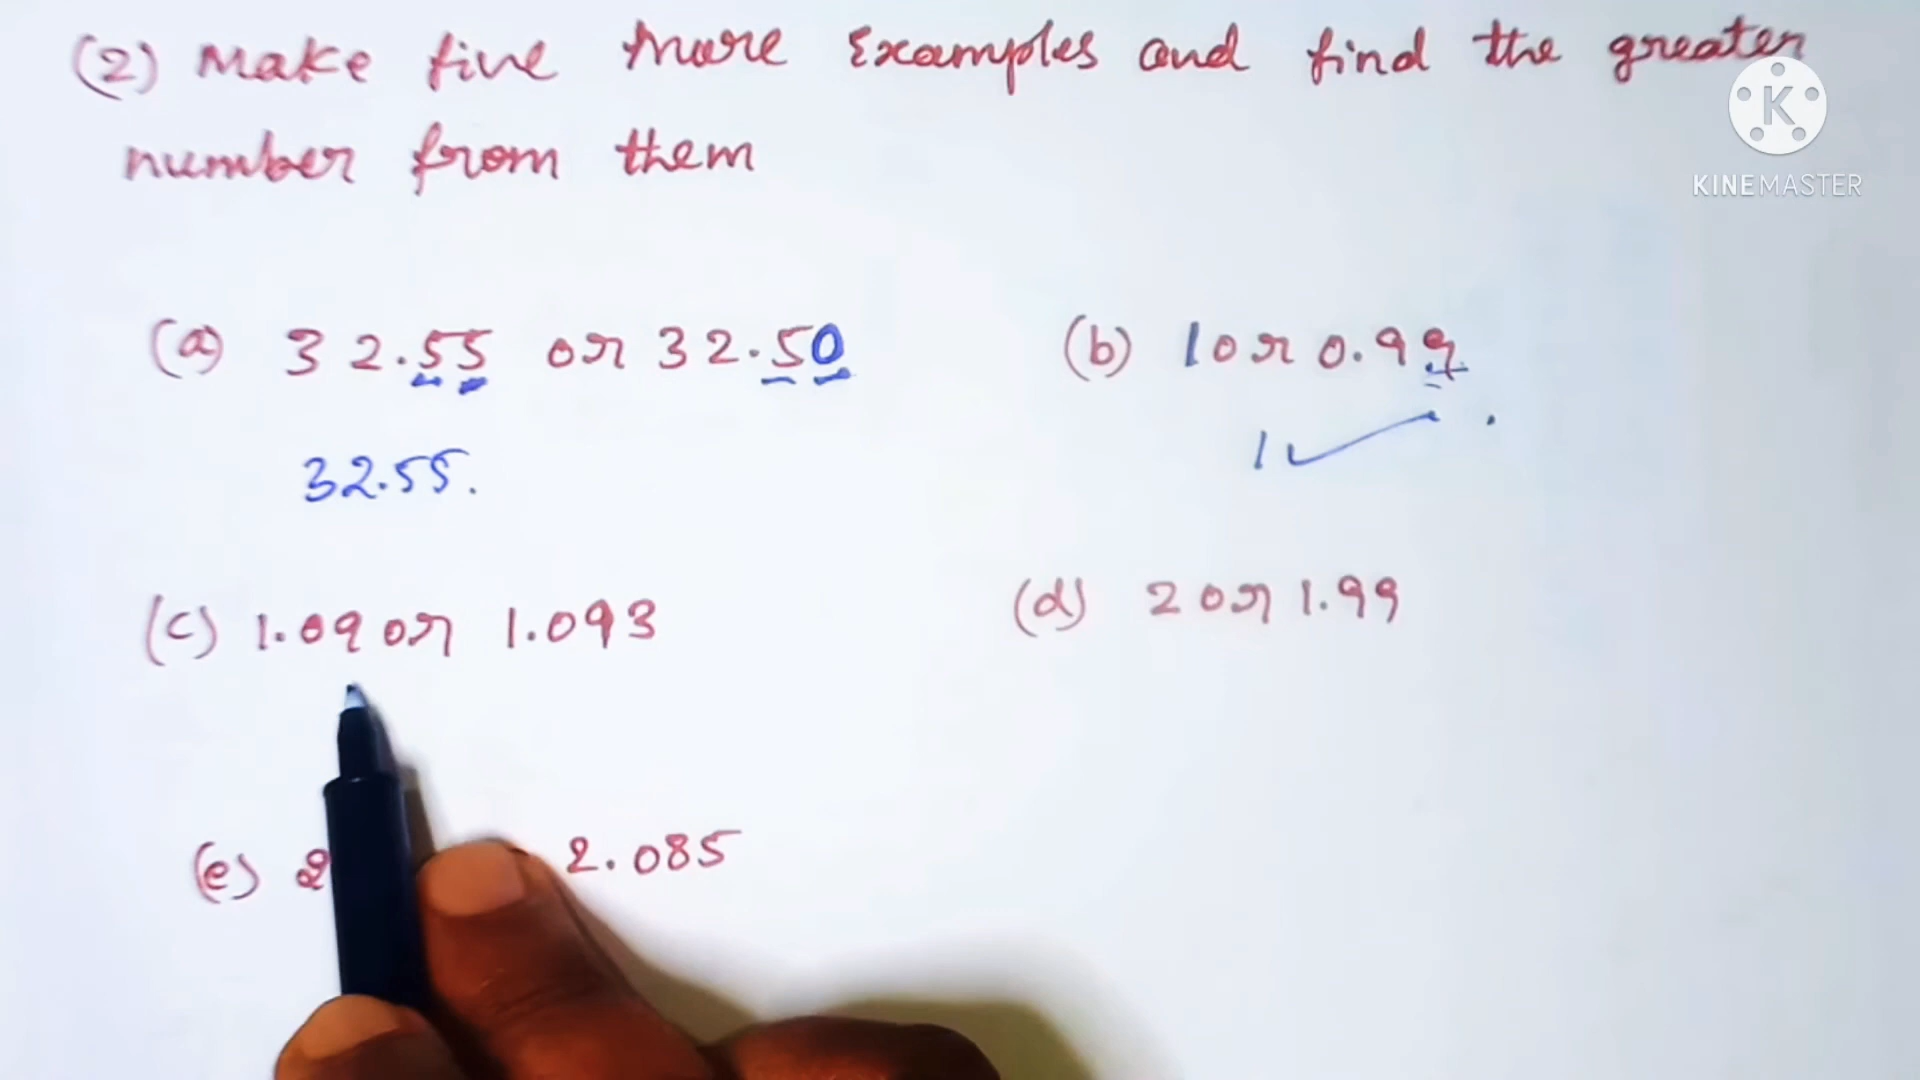 (2) Make five more Examples and find the greater
number from them
KINEMASTER
(a) 32.55 or 32.50
(b) 1 or 0.99
32.55.
1 ✓
(c) 1.09 or 1.093
(d) 2 or 1.99
(e) 2 2.085